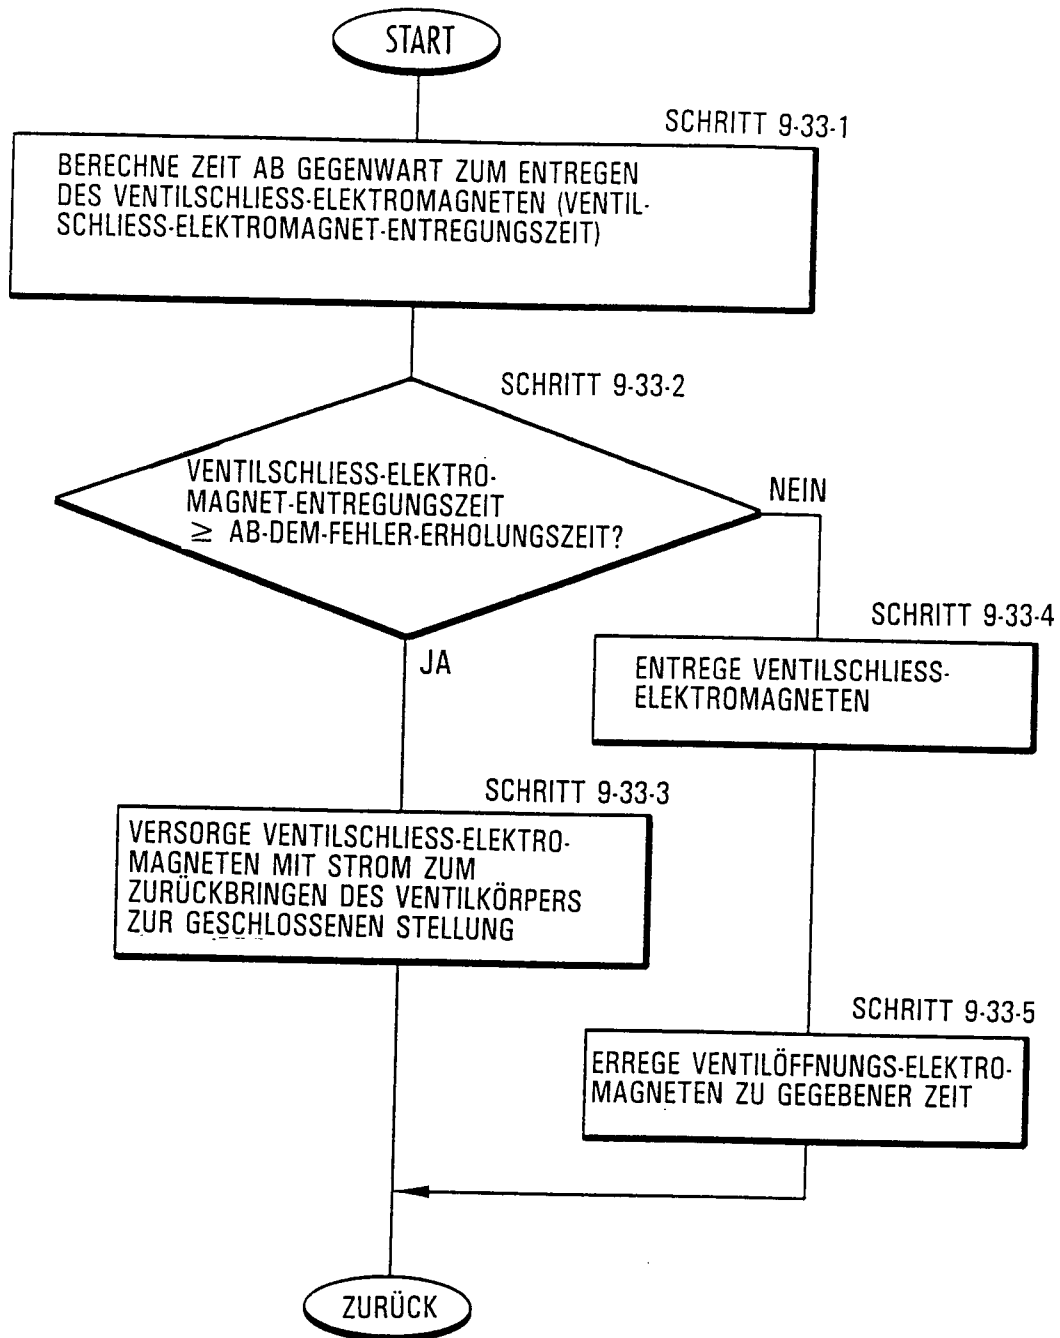 START
SCHRITT 9-33-1
BERECHNE ZEIT AB GEGENWART ZUM ENTREGEN
DES VENTILSCHLIESS-ELEKTROMAGNETEN (VENTIL-
SCHLIESS-ELEKTROMAGNET-ENTREGUNGSZEIT)
SCHRITT 9-33-2
VENTILSCHLIESS-ELEKTRO-
MAGNET-ENTREGUNGSZEIT
≥ AB-DEM-FEHLER-ERHOLUNGSZEIT?
NEIN
JA
SCHRITT 9-33-4
ENTREGE VENTILSCHLIESS-
ELEKTROMAGNETEN
SCHRITT 9-33-3
VERSORGE VENTILSCHLIESS-ELEKTRO-
MAGNETEN MIT STROM ZUM
ZURÜCKBRINGEN DES VENTILKÖRPERS
ZUR GESCHLOSSENEN STELLUNG
SCHRITT 9-33-5
ERREGE VENTILÖFFNUNGS-ELEKTRO-
MAGNETEN ZU GEGEBENER ZEIT
ZURÜCK